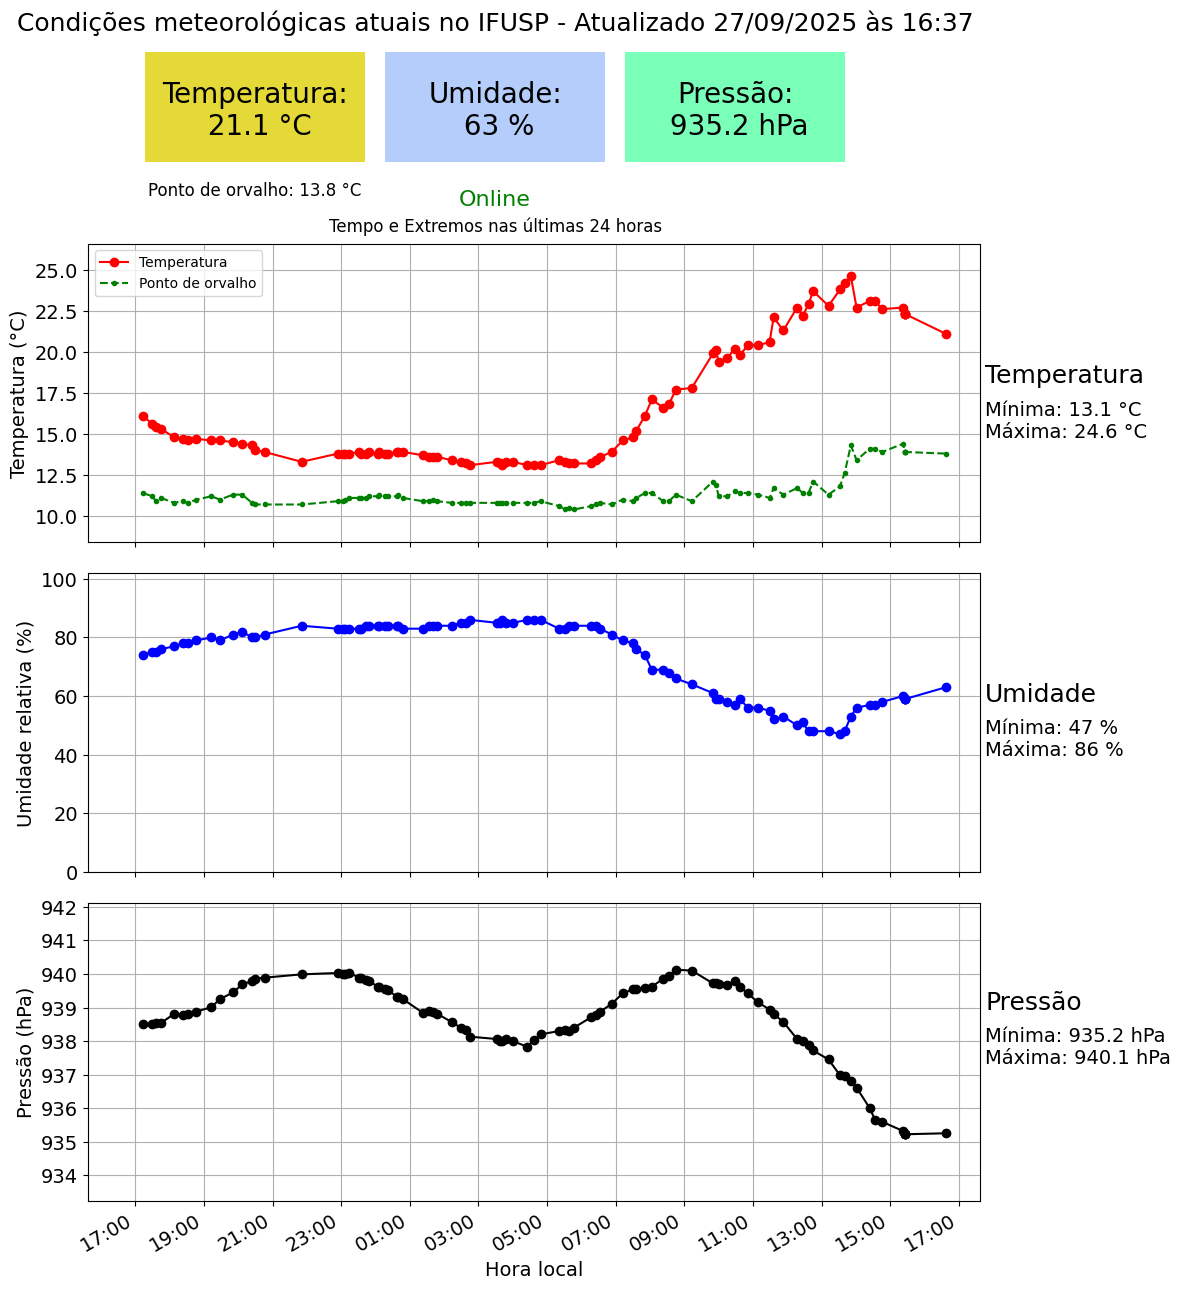 Condições meteorológicas atuais no IFUSP - Atualizado 27/09/2025 às 16:37
Temperatura:
21.1 °C
Umidade:
63 %
Pressão:
935.2 hPa
Ponto de orvalho: 13.8 °C
Online
Tempo e Extremos nas últimas 24 horas
Temperatura
Ponto de orvalho
Temperatura (°C)
25.0
22.5
20.0
17.5
15.0
12.5
10.0
Temperatura
Mínima: 13.1 °C
Máxima: 24.6 °C
Umidade relativa (%)
100
80
60
40
20
0
Umidade
Mínima: 47 %
Máxima: 86 %
Pressão (hPa)
942
941
940
939
938
937
936
935
934
Pressão
Mínima: 935.2 hPa
Máxima: 940.1 hPa
17:00 19:00 21:00 23:00 01:00 03:00 05:00 07:00 09:00 11:00 13:00 15:00 17:00
Hora local